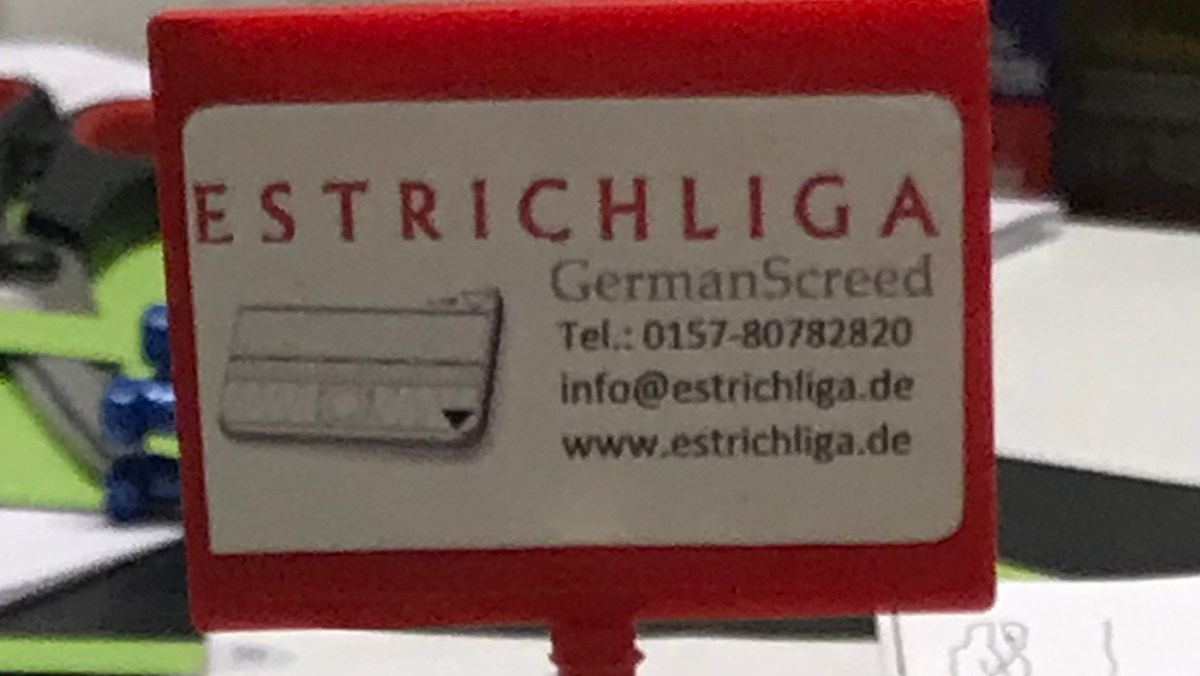 ESTRICHLIGA
GermanScreed
Tel.: 0157-80782820
info@estrichliga.de
www.estrichliga.de